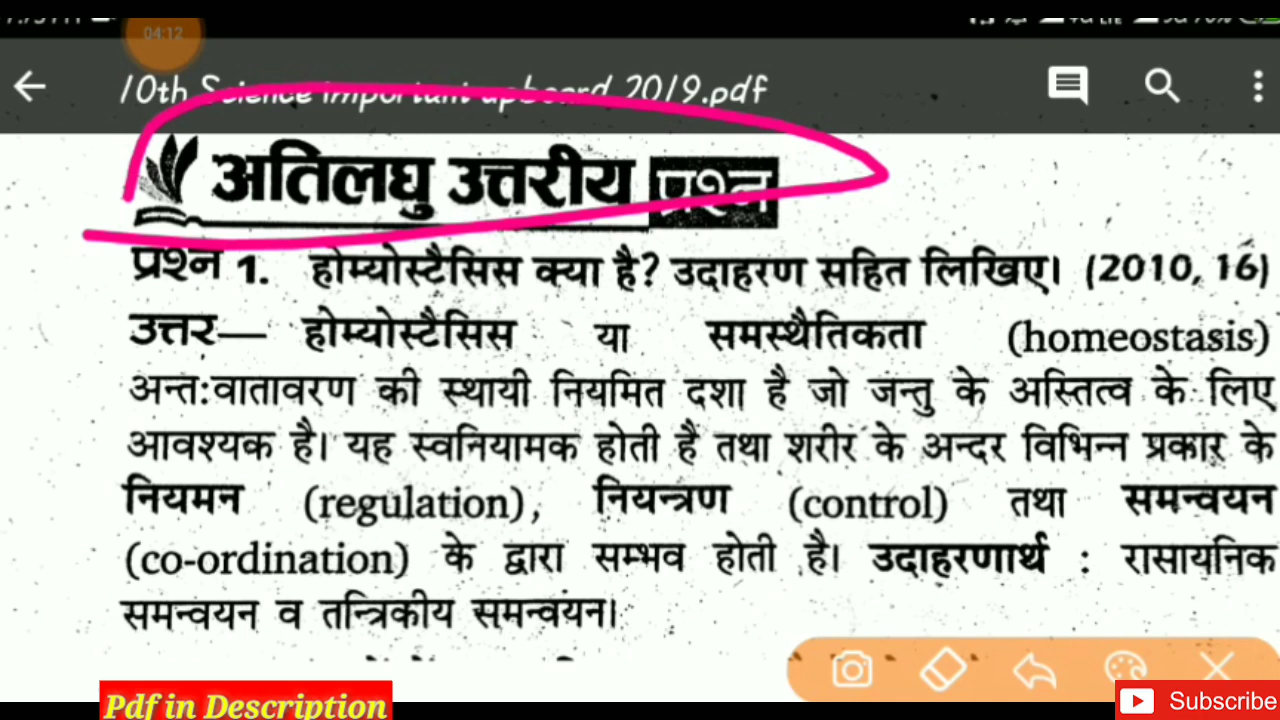 04:12
10th Science important upboard 2019.pdf
अतिलघु उत्तरीय प्रश्न
प्रश्न 1. होम्योस्टैसिस क्या है? उदाहरण सहित लिखिए। (2010, 16)
उत्तर— होम्योस्टैसिस या समस्थैतिकता (homeostasis)
अन्त:वातावरण की स्थायी नियमित दशा है जो जन्तु के अस्तित्व के लिए
आवश्यक है। यह स्वनियामक होती है तथा शरीर के अन्दर विभिन्न प्रकार के
नियमन (regulation), नियन्त्रण (control) तथा समन्वयन
(co-ordination) के द्वारा सम्भव होती है। उदाहरणार्थ : रासायनिक
समन्वयन व तन्त्रिकीय समन्वयन।
Pdf in Description
Subscribe